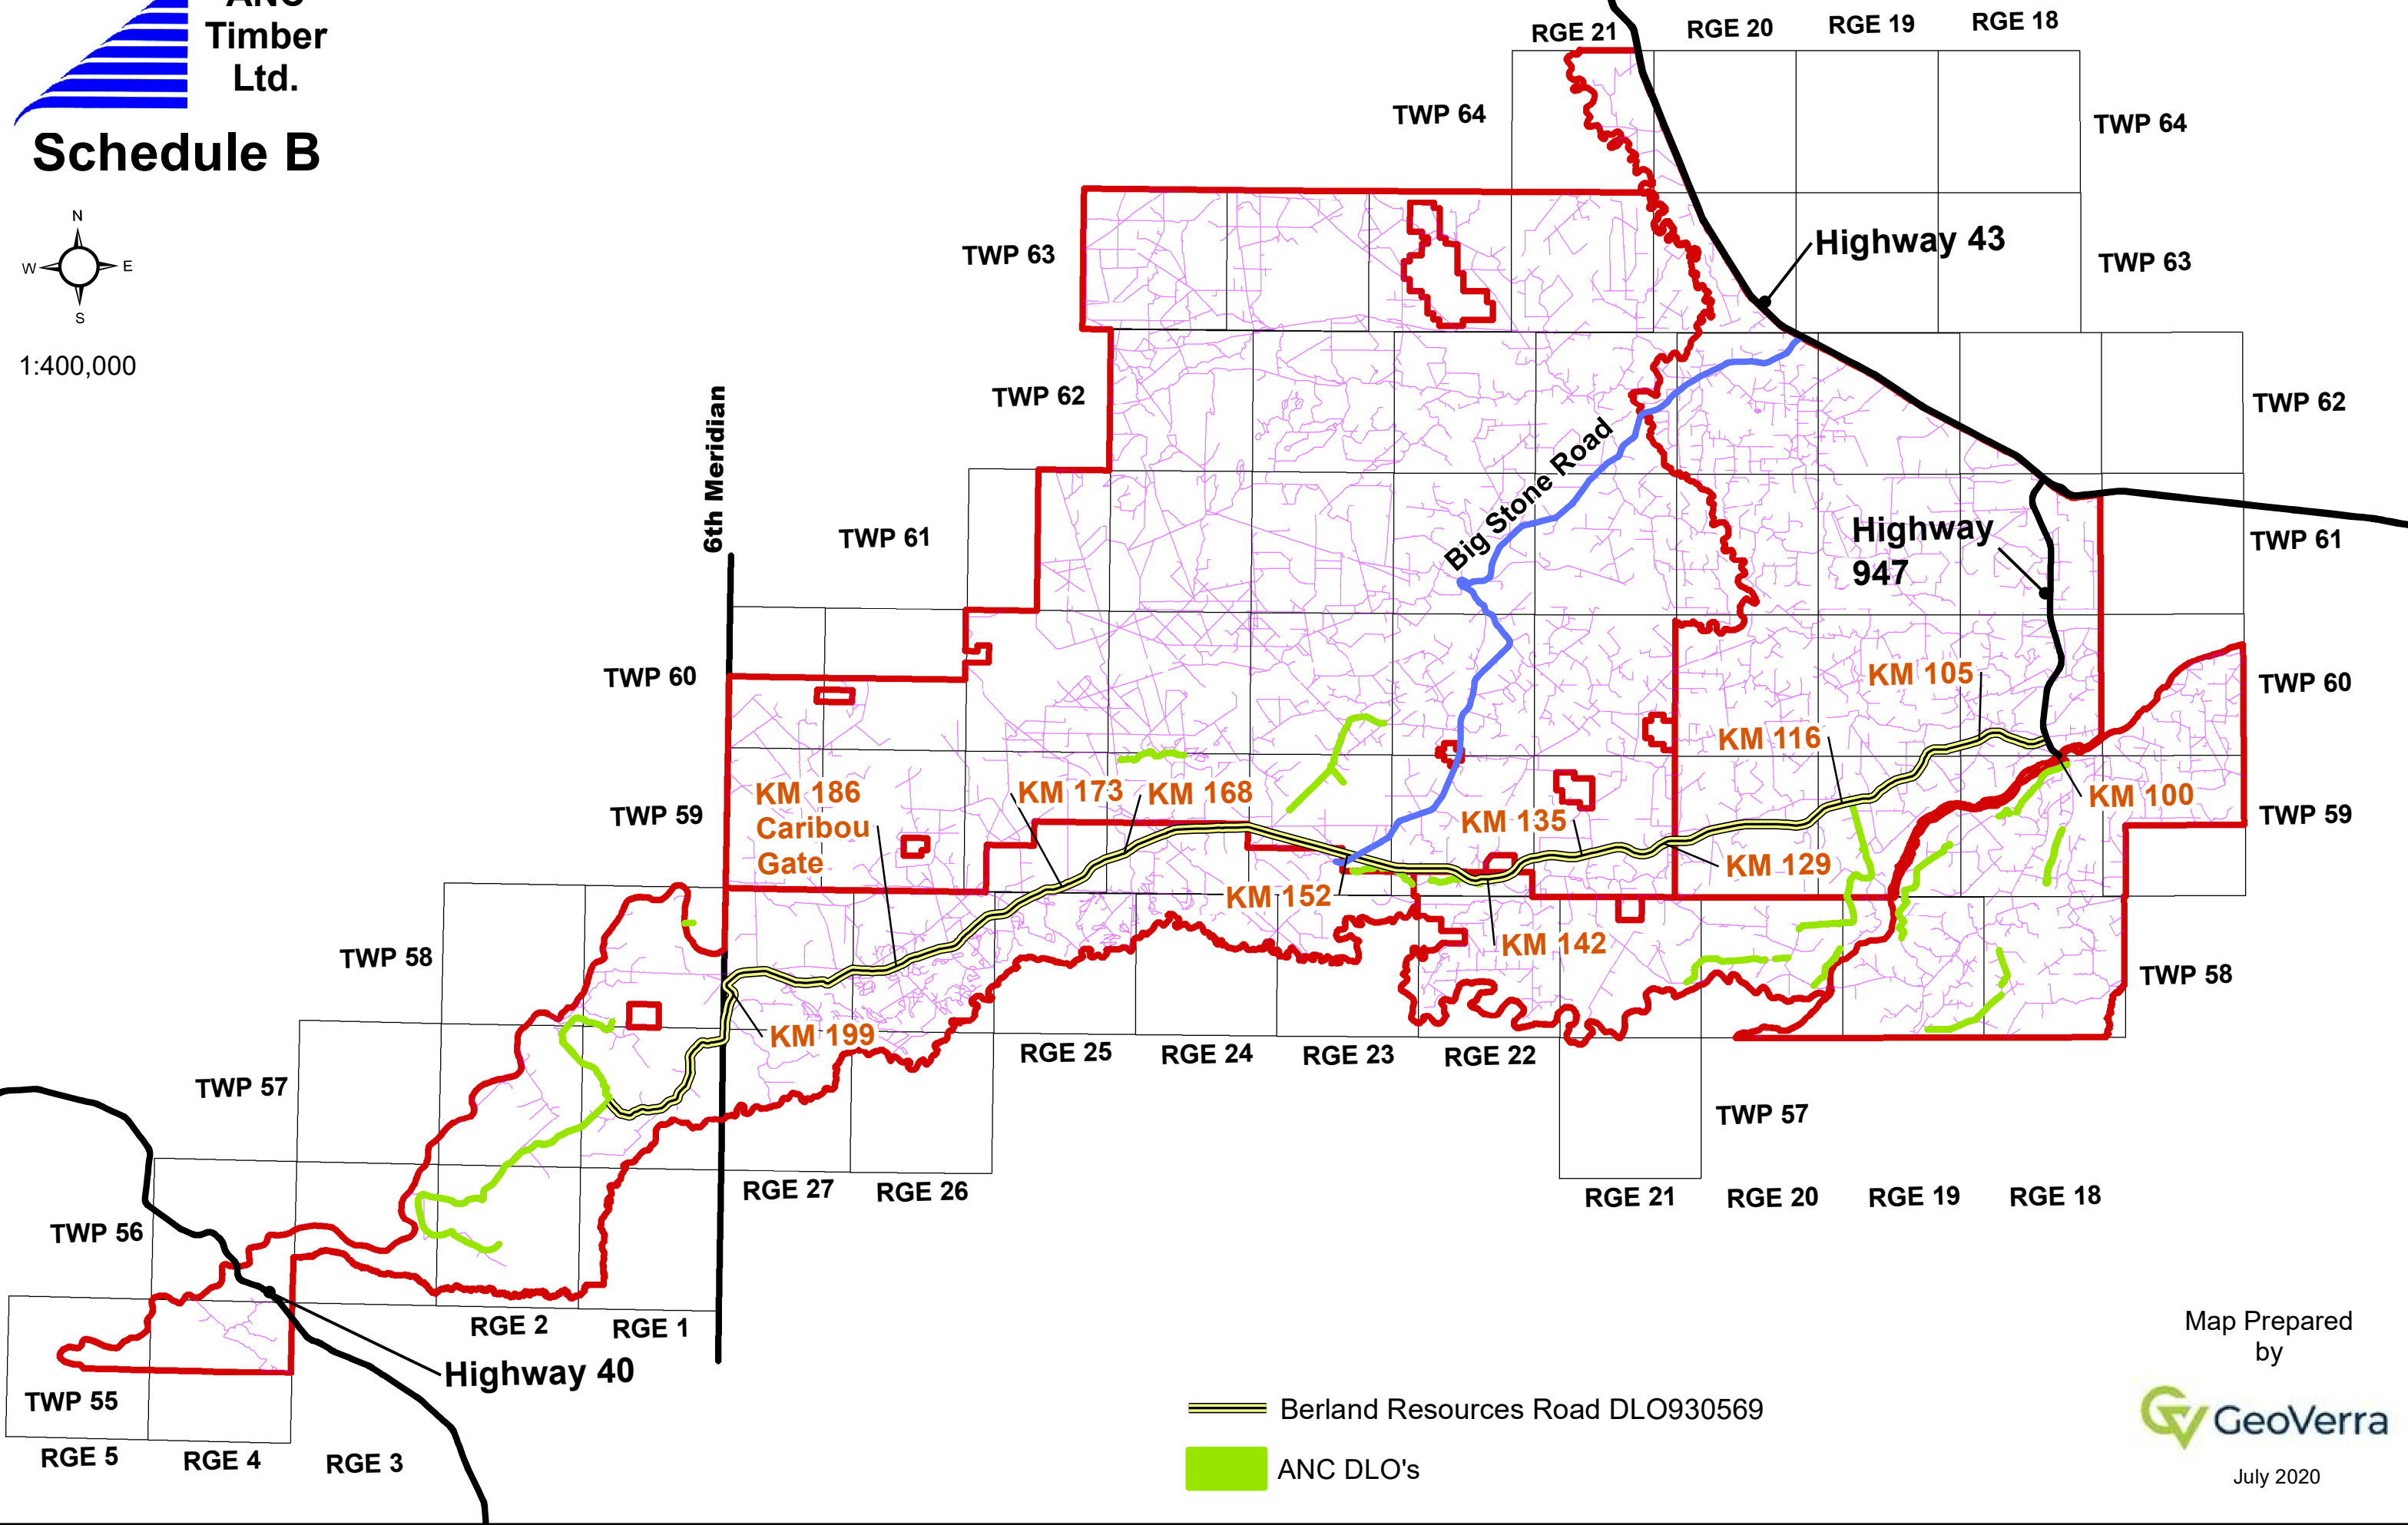 ANC
Timber
Ltd.
Schedule B
N
W
E
S
1:400,000
RGE 21
RGE 20
RGE 19
RGE 18
TWP 64
TWP 64
TWP 63
Highway 43
TWP 63
TWP 62
TWP 62
6th Meridian
Big Stone Road
TWP 61
Highway
947
TWP 61
TWP 60
KM 105
TWP 60
KM 116
TWP 59
KM 186
Caribou
Gate
KM 173
KM 168
KM 135
KM 100
TWP 59
KM 129
KM 152
KM 142
TWP 58
TWP 58
KM 199
RGE 25
RGE 24
RGE 23
RGE 22
TWP 57
TWP 57
RGE 27
RGE 26
RGE 21
RGE 20
RGE 19
RGE 18
TWP 56
RGE 2
RGE 1
Highway 40
TWP 55
RGE 5
RGE 4
RGE 3
Berland Resources Road DLO930569
ANC DLO's
Map Prepared
by
GeoVerra
July 2020